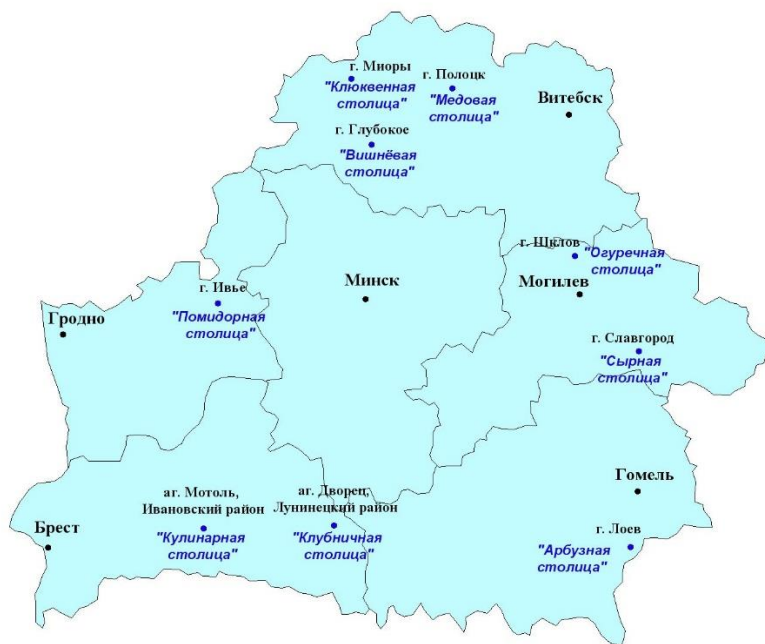 г. Миоры
"Клюквенная
столица"
г. Полоцк
"Медовая
столица"
Витебск
г. Глубокое
"Вишнёвая
столица"
г. Шклов
"Огуречная
столица"
Могилев
г. Ивье
"Помидорная
столица"
Минск
Гродно
г. Славгород
"Сырная
столица"
аг. Мотоль,
Ивановский район
"Кулинарная
столица"
аг. Дворец,
Лунинецкий район
"Клубничная
столица"
Гомель
Брест
г. Лоев
"Арбузная
столица"